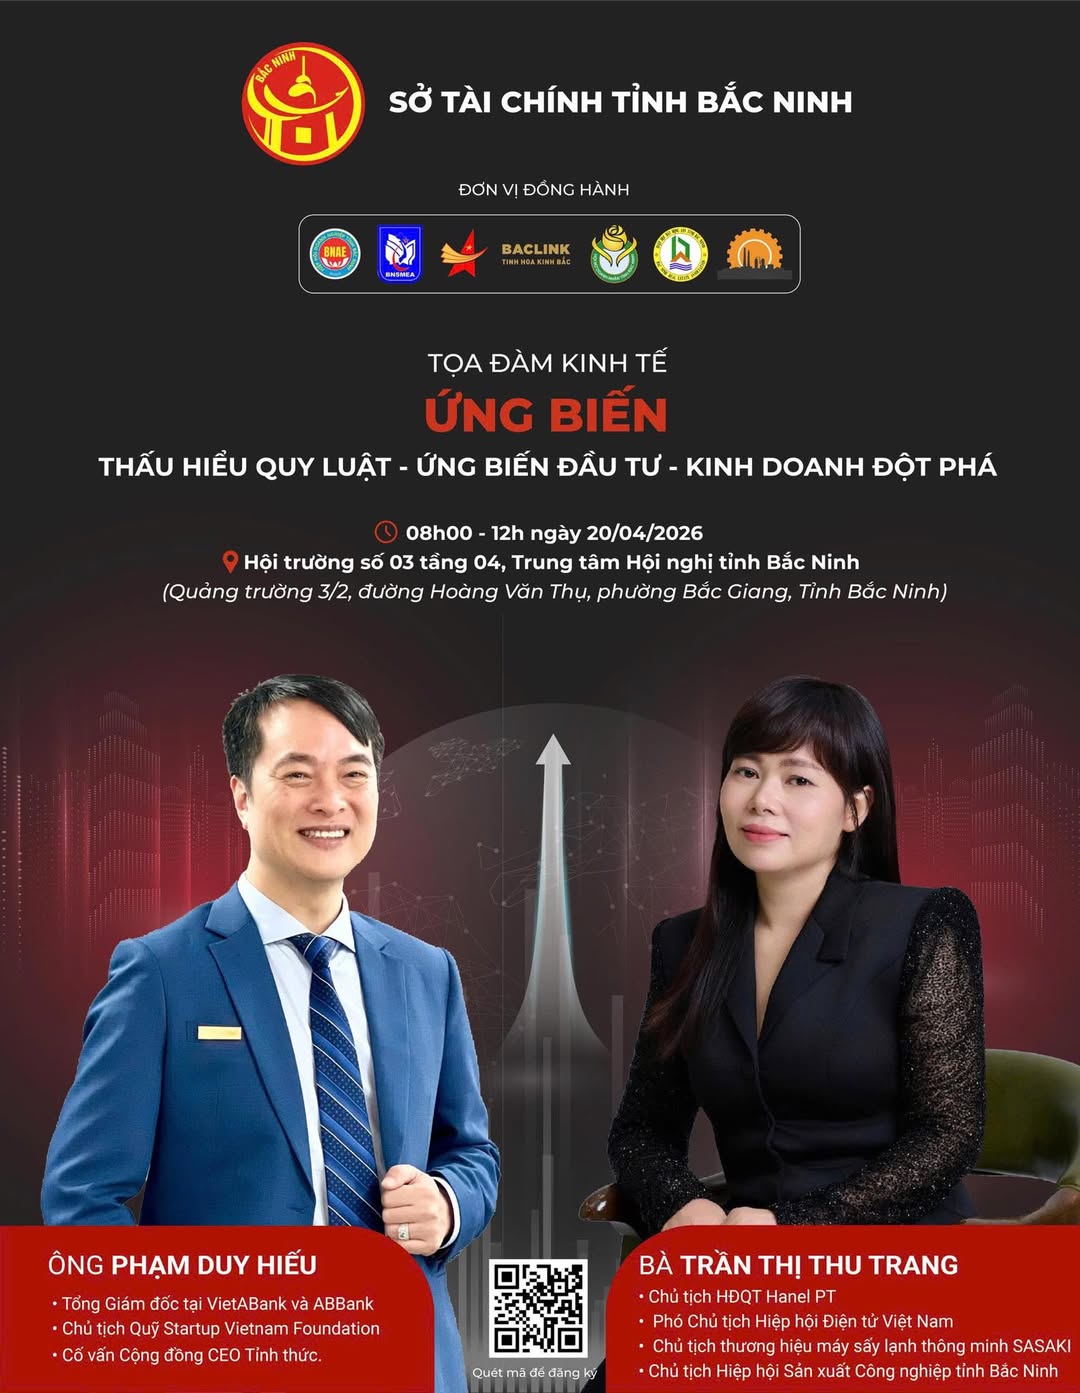 BẮC NINH
SỞ TÀI CHÍNH TỈNH BẮC NINH
ĐƠN VỊ ĐỒNG HÀNH
BNAE
BNSMEA
BACLINK
TINH HOA KINH BẮC
TỌA ĐÀM KINH TẾ
ỨNG BIẾN
THẤU HIỂU QUY LUẬT - ỨNG BIẾN ĐẦU TƯ - KINH DOANH ĐỘT PHÁ
08h00 - 12h ngày 20/04/2026
Hội trường số 03 tầng 04, Trung tâm Hội nghị tỉnh Bắc Ninh
(Quảng trường 3/2, đường Hoàng Văn Thụ, phường Bắc Giang, Tỉnh Bắc Ninh)
ÔNG PHẠM DUY HIẾU
• Tổng Giám đốc tại VietABank và ABBank
• Chủ tịch Quỹ Startup Vietnam Foundation
• Cố vấn Cộng đồng CEO Tỉnh thức.
Quét mã để đăng ký
BÀ TRẦN THỊ THU TRANG
• Chủ tịch HĐQT Hanel PT
• Phó Chủ tịch Hiệp hội Điện tử Việt Nam
• Chủ tịch thương hiệu máy sấy lạnh thông minh SASAKI
• Chủ tịch Hiệp hội Sản xuất Công nghiệp tỉnh Bắc Ninh